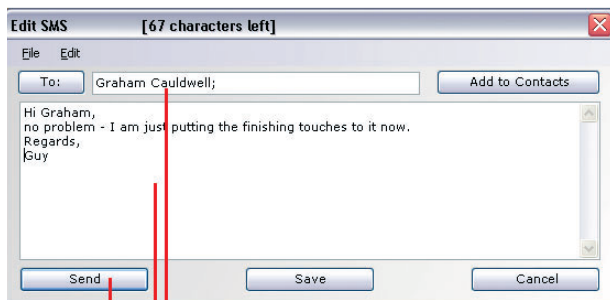 Edit SMS [67 characters left]
File Edit
To: Graham Cauldwell; Add to Contacts
Hi Graham,
no problem - I am just putting the finishing touches to it now.
Regards,
Guy
Send Save Cancel